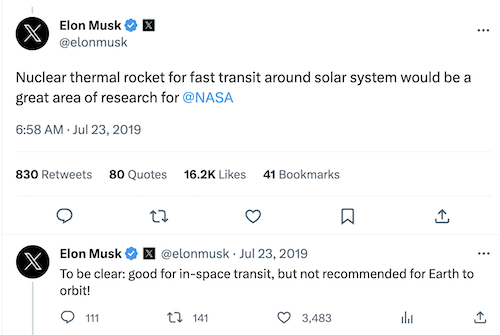 Elon Musk
@elonmusk
Nuclear thermal rocket for fast transit around solar system would be a
great area of research for @NASA
6:58 AM · Jul 23, 2019
830 Retweets 80 Quotes 16.2K Likes 41 Bookmarks
Elon Musk @elonmusk · Jul 23, 2019
To be clear: good for in-space transit, but not recommended for Earth to
orbit!
111 141 3,483